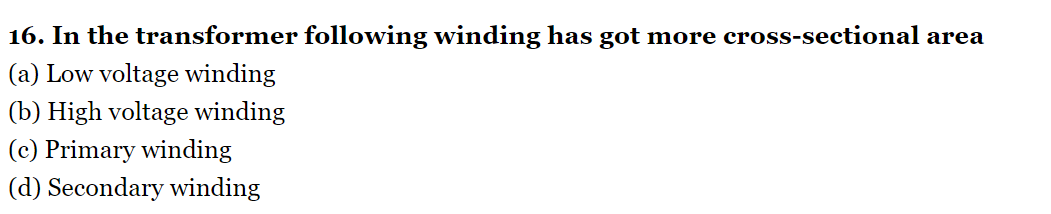 16. In the transformer following winding has got more cross-sectional area
(a) Low voltage winding
(b) High voltage winding
(c) Primary winding
(d) Secondary winding